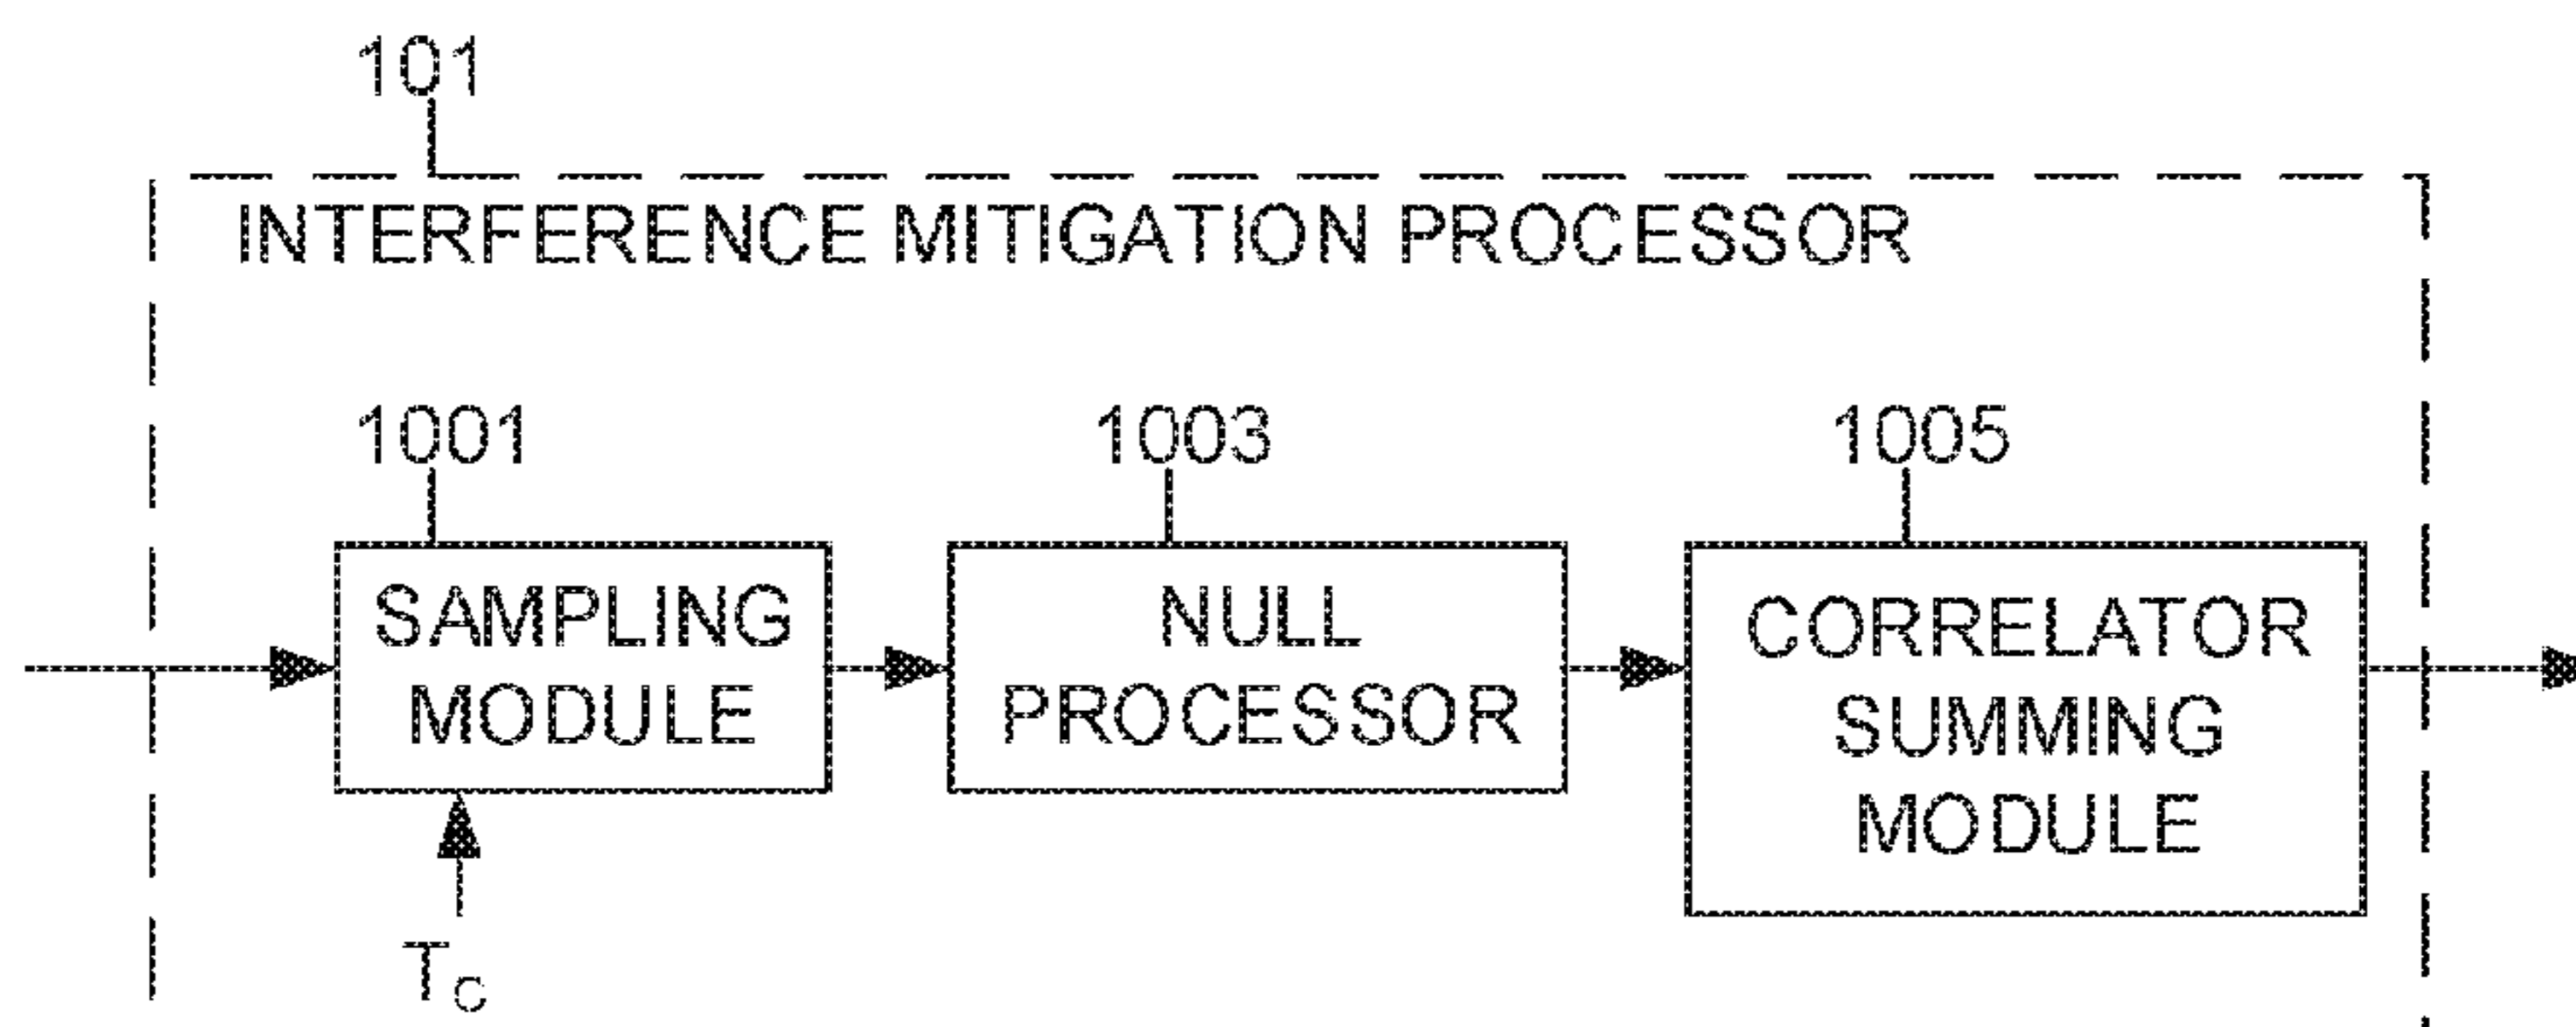 101
INTERFERENCE MITIGATION PROCESSOR
1001
1003
1005
SAMPLING
MODULE
NULL
PROCESSOR
CORRELATOR
SUMMING
MODULE
Tc